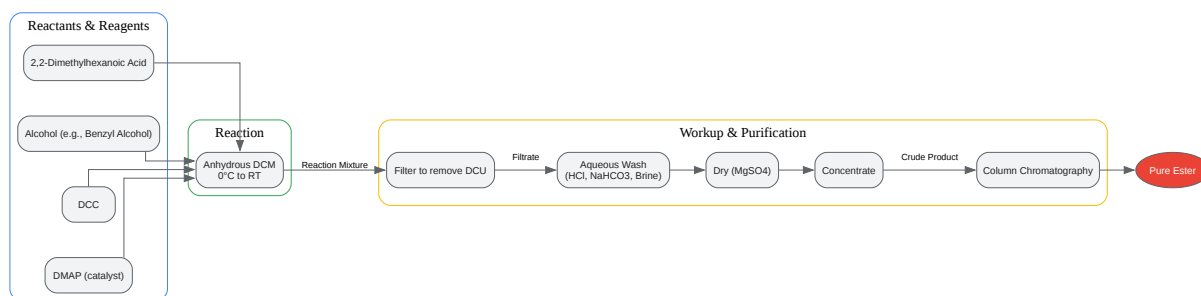 Reactants & Reagents
2,2-Dimethylhexanoic Acid
Alcohol (e.g., Benzyl Alcohol)
DCC
DMAP (catalyst)
Reaction
Anhydrous DCM
0°C to RT
Reaction Mixture
Workup & Purification
Filter to remove DCU
Filtrate
Aqueous Wash
(HCl, NaHCO3, Brine)
Dry (MgSO4)
Concentrate
Crude Product
Column Chromatography
Pure Ester